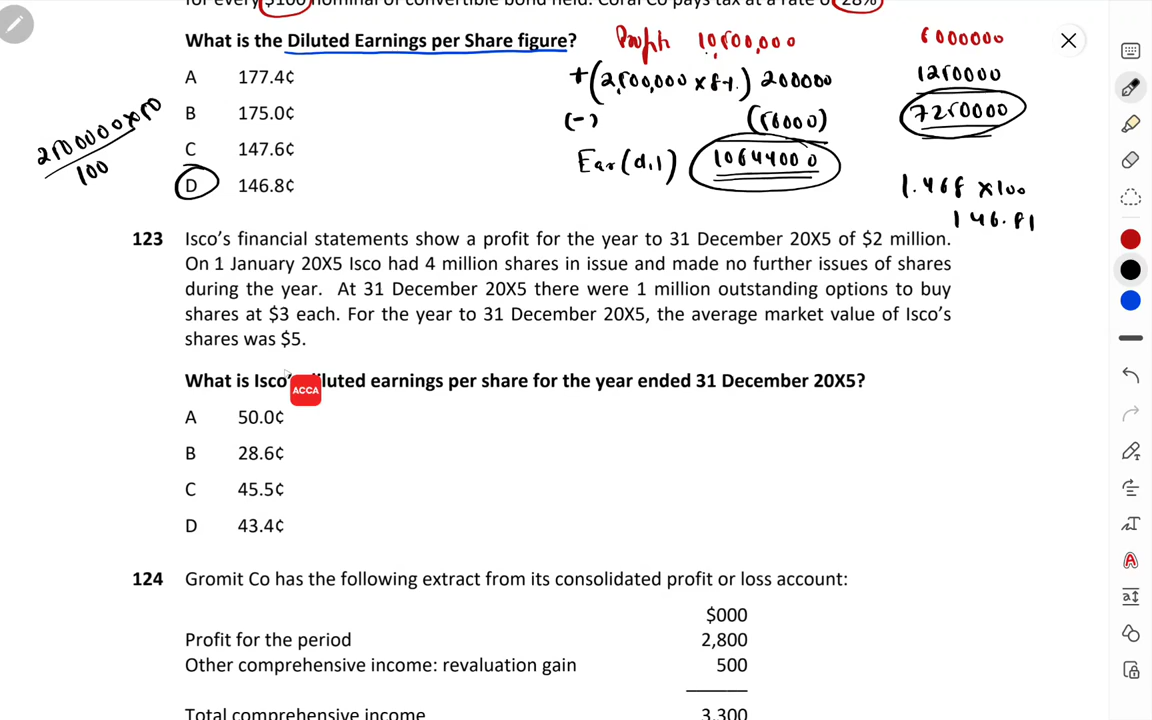 for every $100 nominal of convertible bond held. Coral Co pays tax at a rate of 28%
What is the Diluted Earnings per Share figure?
A 177.4¢
B 175.0¢
C 147.6¢
D 146.8¢
2500000x50
100
Profit 10,500,000
+(2,500,000 x 8%) 200000
(-) (56000)
Ear(dil) 10644000
6000000
1250000
7250000
1.468 x100
146.81
123 Isco’s financial statements show a profit for the year to 31 December 20X5 of $2 million.
On 1 January 20X5 Isco had 4 million shares in issue and made no further issues of shares
during the year. At 31 December 20X5 there were 1 million outstanding options to buy
shares at $3 each. For the year to 31 December 20X5, the average market value of Isco’s
shares was $5.
What is Isco’s diluted earnings per share for the year ended 31 December 20X5?
ACCA
A 50.0¢
B 28.6¢
C 45.5¢
D 43.4¢
124 Gromit Co has the following extract from its consolidated profit or loss account:
$000
Profit for the period 2,800
Other comprehensive income: revaluation gain 500
Total comprehensive income 3,300